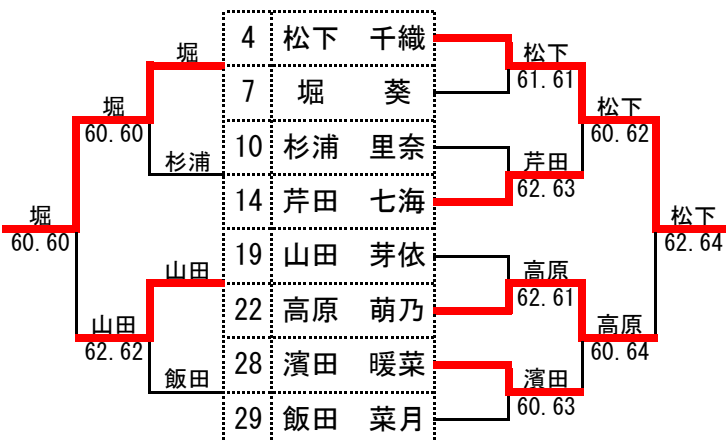 4 松下 千織
7 堀 葵
10 杉浦 里奈
14 芹田 七海
19 山田 芽依
22 高原 萌乃
28 濱田 暖菜
29 飯田 菜月
堀
杉浦
山田
飯田
堀
60.60
山田
62.62
堀
60.60
松下
61.61
芹田
62.63
高原
62.61
濱田
60.63
松下
60.62
高原
60.64
松下
62.64